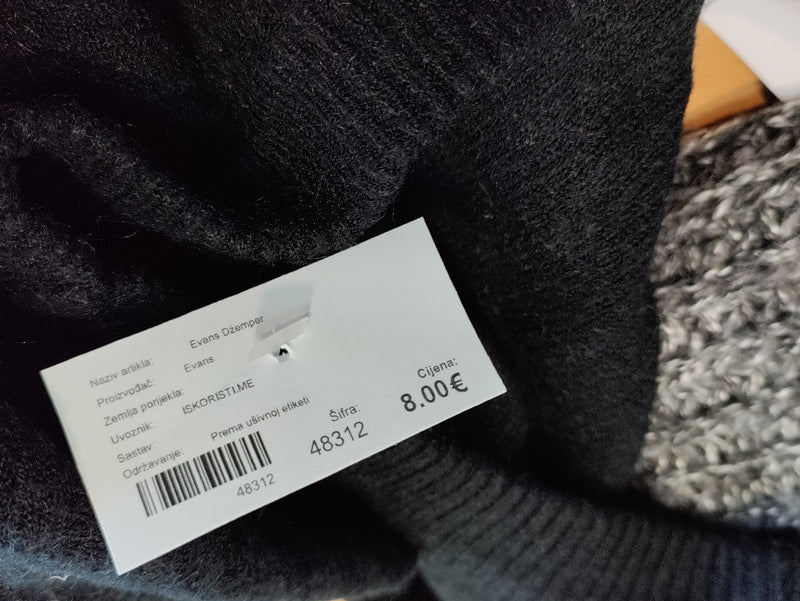 Naziv artikla: Evans Džemper
Proizvođač: Evans
Zemlja porijekla:
Uvoznik: ISKORISTI.ME
Sastav:
Održavanje: Prema ušivnoj etiketi
Šifra: Cijena:
48312 8.00€
48312